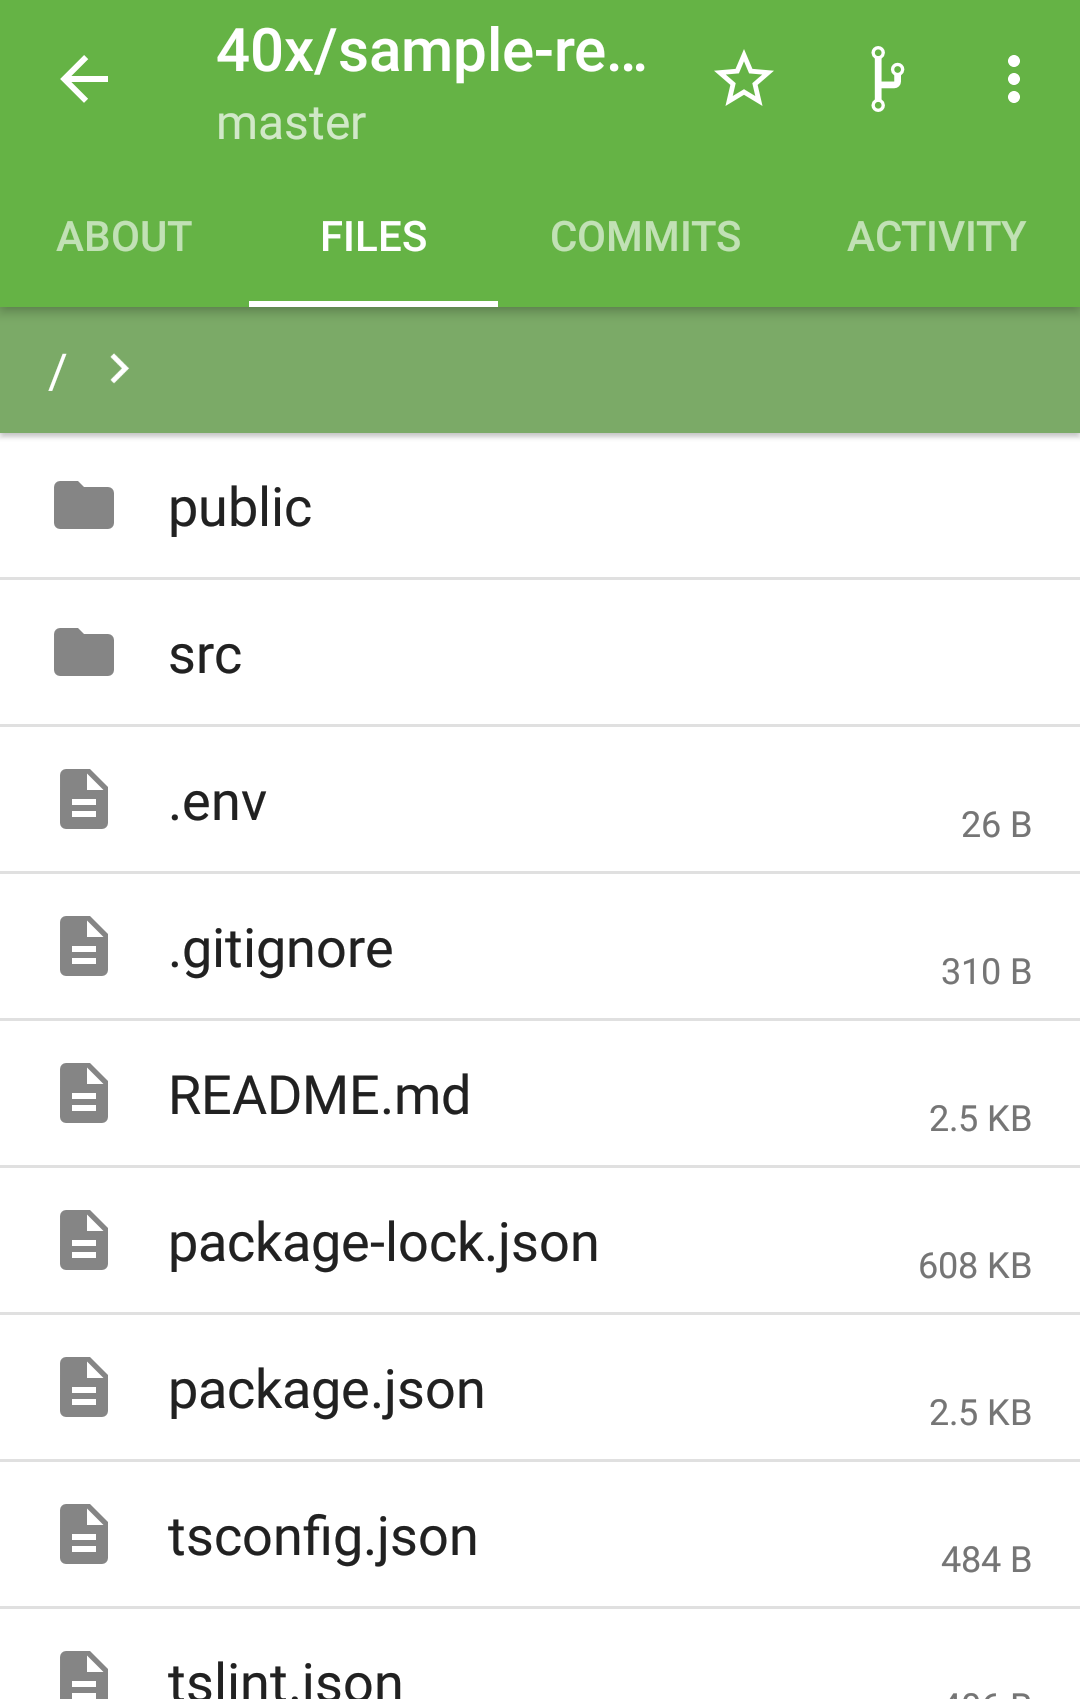 40x/sample-re...
master
ABOUT FILES COMMITS ACTIVITY
/
public
src
.env
26 B
.gitignore
310 B
README.md
2.5 KB
package-lock.json
608 KB
package.json
2.5 KB
tsconfig.json
484 B
tslint.json